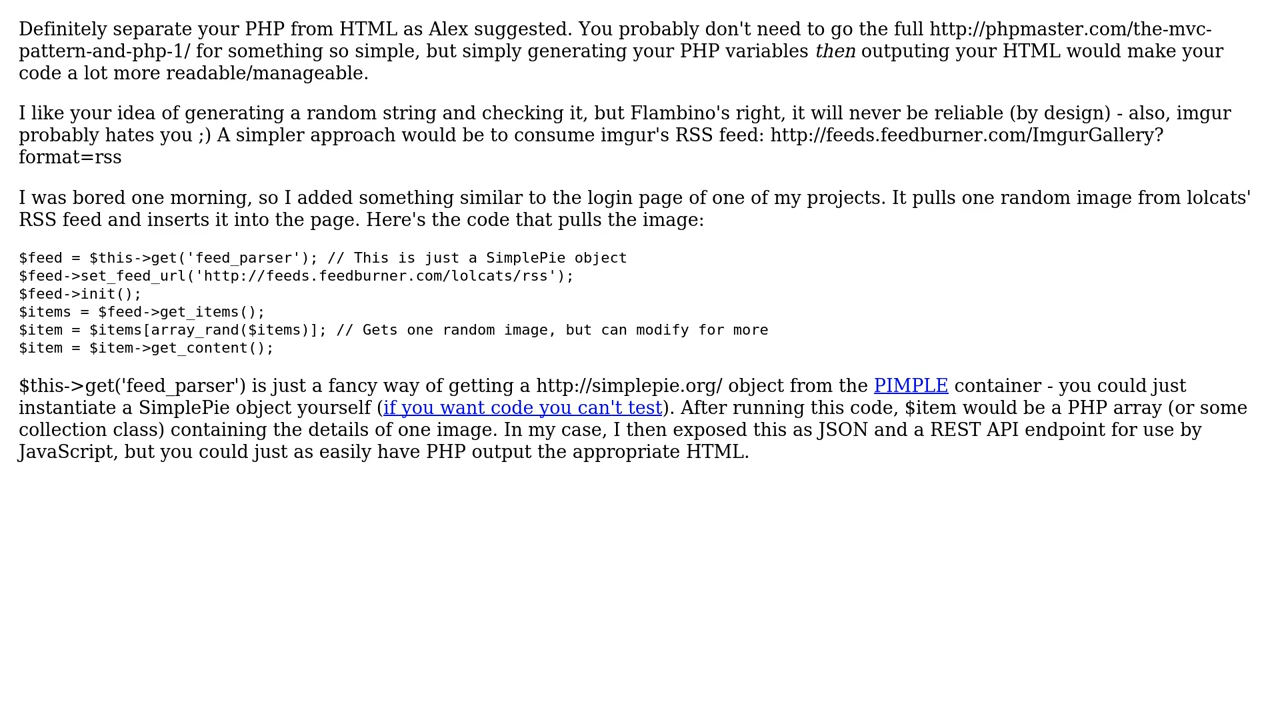 Definitely separate your PHP from HTML as Alex suggested. You probably don't need to go the full http://phpmaster.com/the-mvc-
pattern-and-php-1/ for something so simple, but simply generating your PHP variables then outputing your HTML would make your
code a lot more readable/manageable.
I like your idea of generating a random string and checking it, but Flambino's right, it will never be reliable (by design) - also, imgur
probably hates you ;) A simpler approach would be to consume imgur's RSS feed: http://feeds.feedburner.com/ImgurGallery?
format=rss
I was bored one morning, so I added something similar to the login page of one of my projects. It pulls one random image from lolcats'
RSS feed and inserts it into the page. Here's the code that pulls the image:
$feed = $this->get('feed_parser'); // This is just a SimplePie object
$feed->set_feed_url('http://feeds.feedburner.com/lolcats/rss');
$feed->init();
$items = $feed->get_items();
$item = $items[array_rand($items)]; // Gets one random image, but can modify for more
$item = $item->get_content();
$this->get('feed_parser') is just a fancy way of getting a http://simplepie.org/ object from the PIMPLE container - you could just
instantiate a SimplePie object yourself (if you want code you can't test). After running this code, $item would be a PHP array (or some
collection class) containing the details of one image. In my case, I then exposed this as JSON and a REST API endpoint for use by
JavaScript, but you could just as easily have PHP output the appropriate HTML.